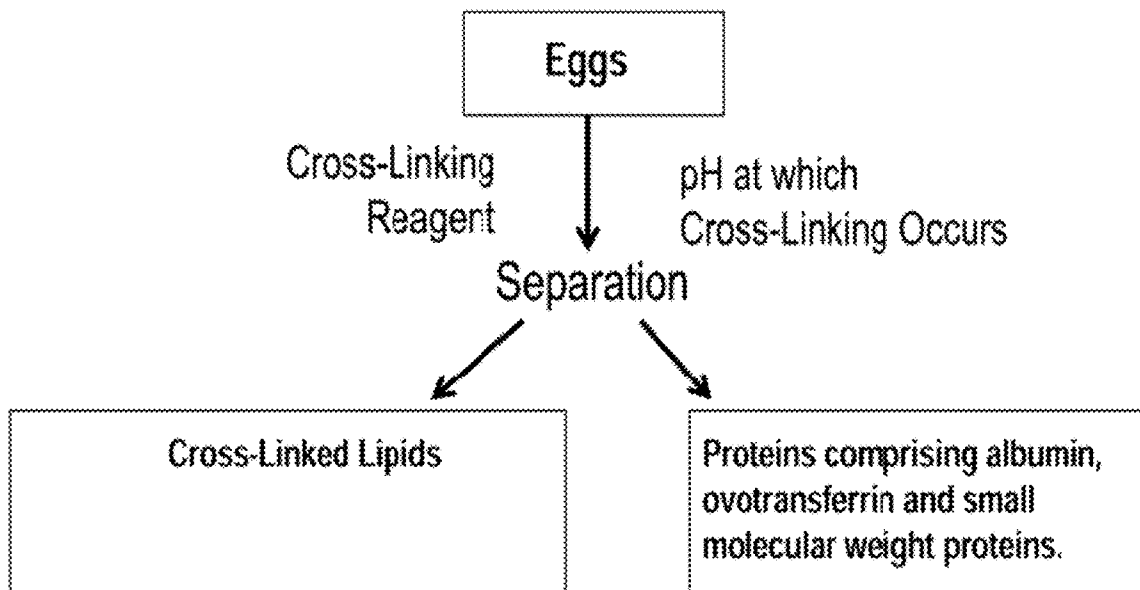 Eggs
Cross-Linking
Reagent
pH at which
Cross-Linking Occurs
Separation
Cross-Linked Lipids
Proteins comprising albumin,
ovotransferrin and small
molecular weight proteins.